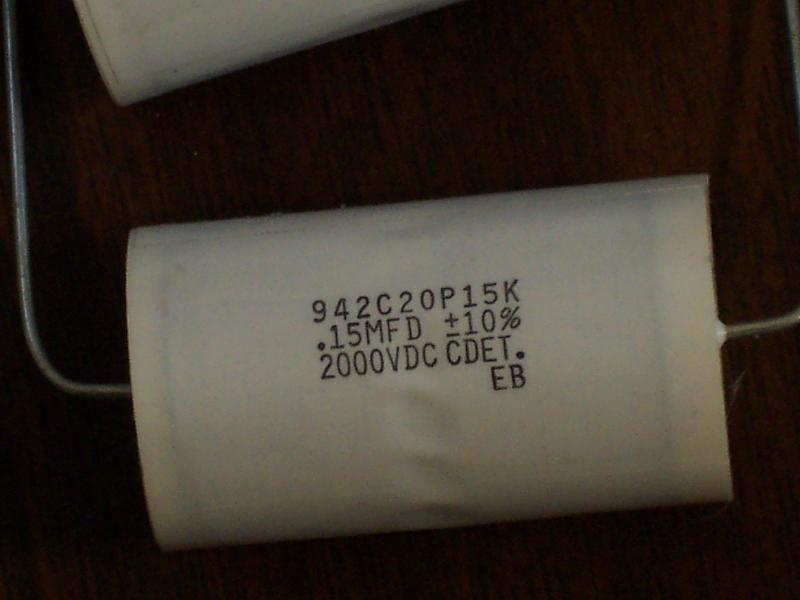 942C20P15K
.15MFD ±10%
2000VDC CDET.
EB